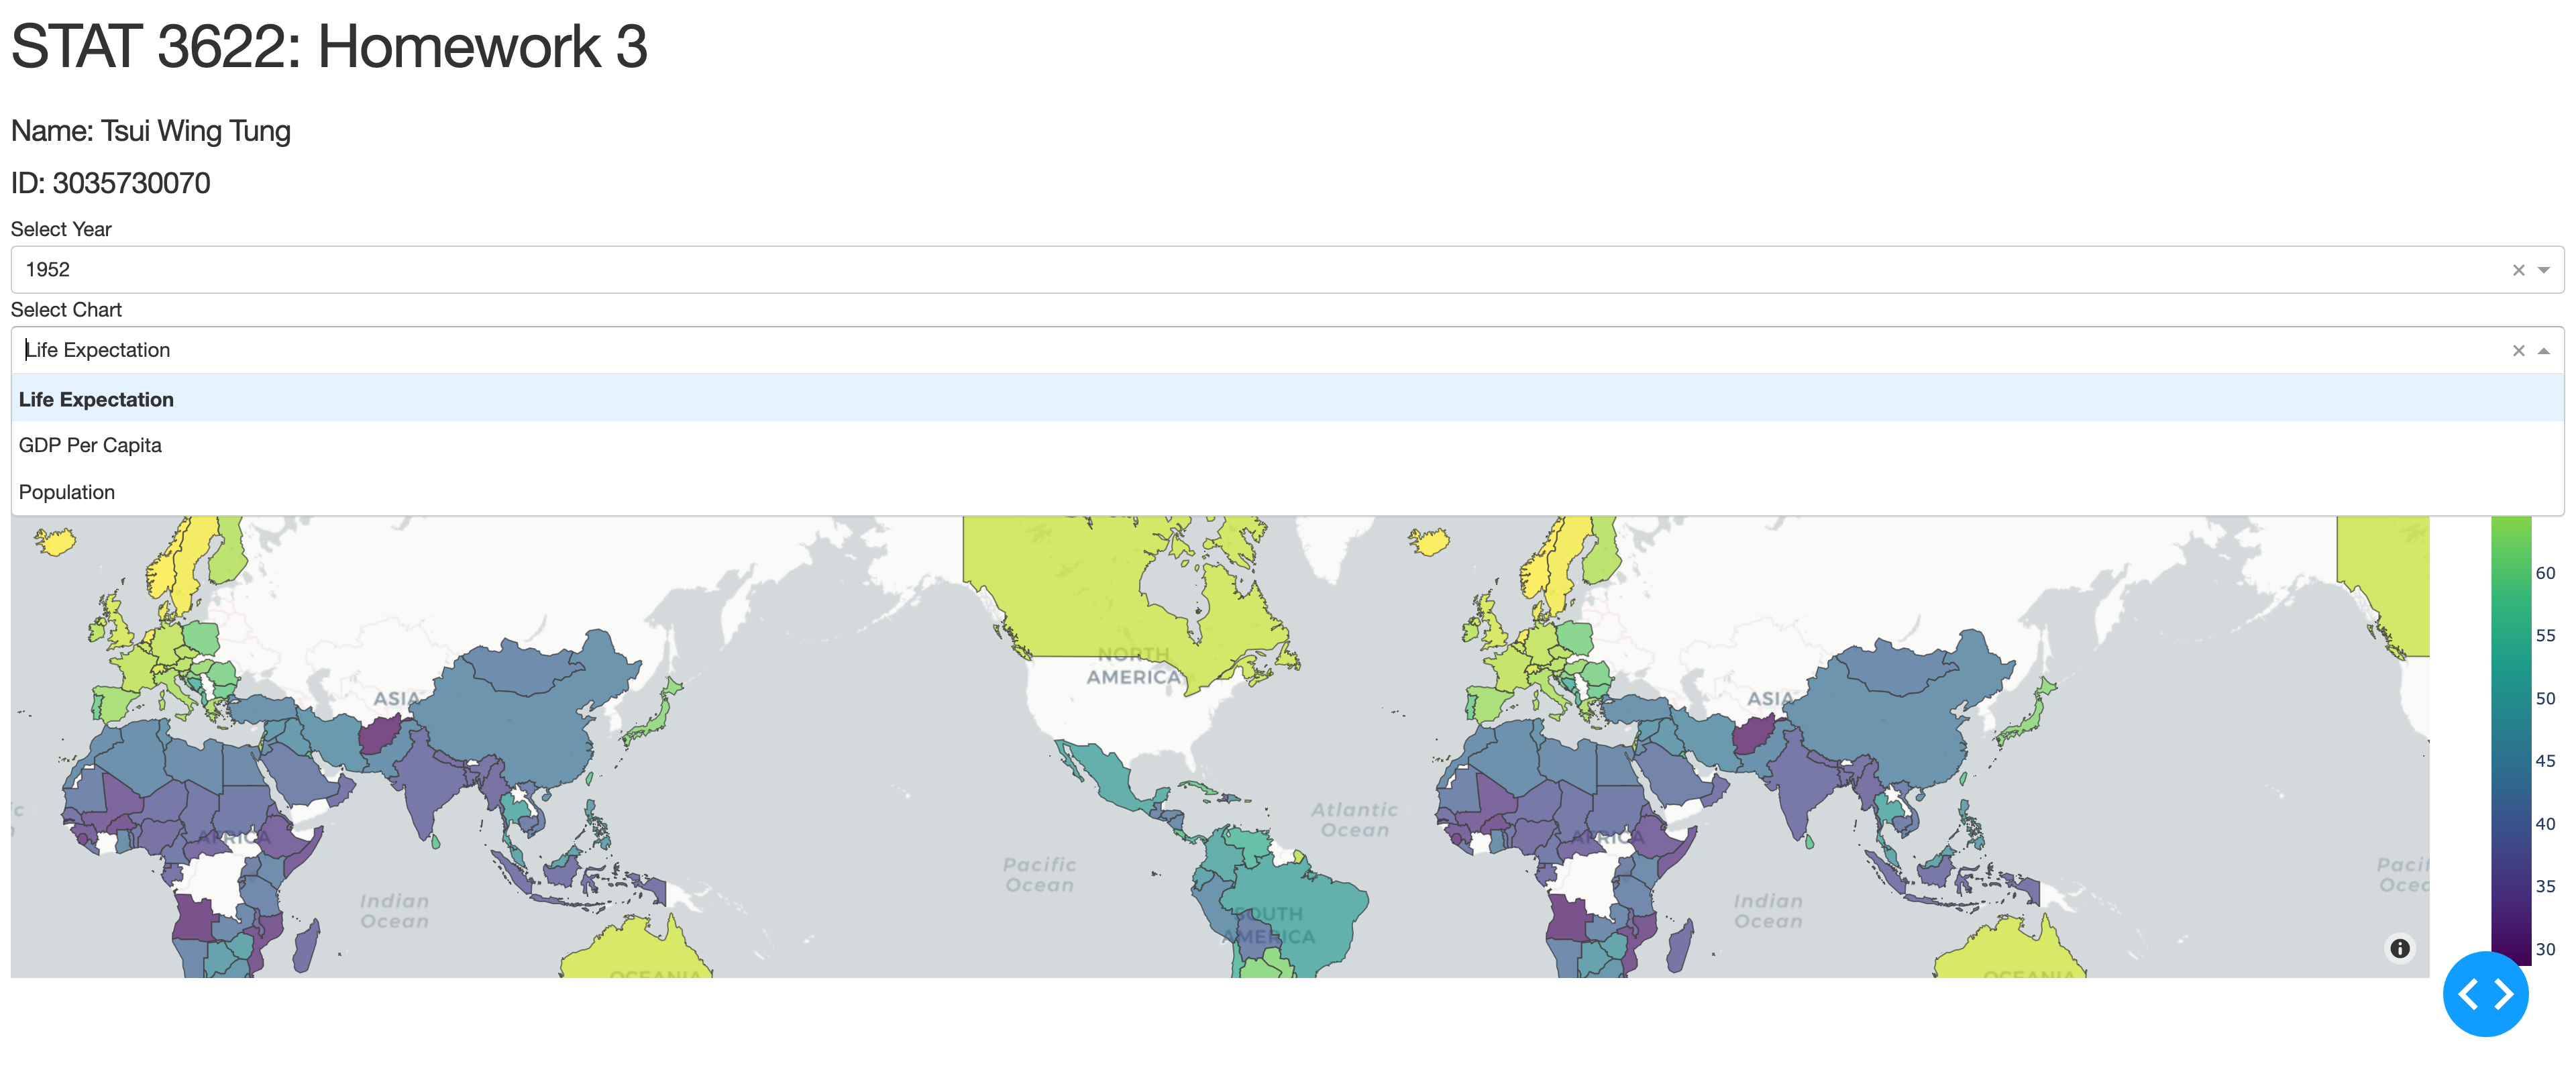 STAT 3622: Homework 3
Name: Tsui Wing Tung
ID: 3035730070
Select Year
1952
Select Chart
Life Expectation
Life Expectation
GDP Per Capita
Population
60
55
50
45
40
35
30
NORTH
AMERICA
ASIA
ASIA
AFRICA
AFRICA
Atlantic
Ocean
Pacific
Ocean
Indian
Ocean
Indian
Ocean
Pacif
Ocea
SOUTH
AMERICA
OCEANIA
OCEANIA